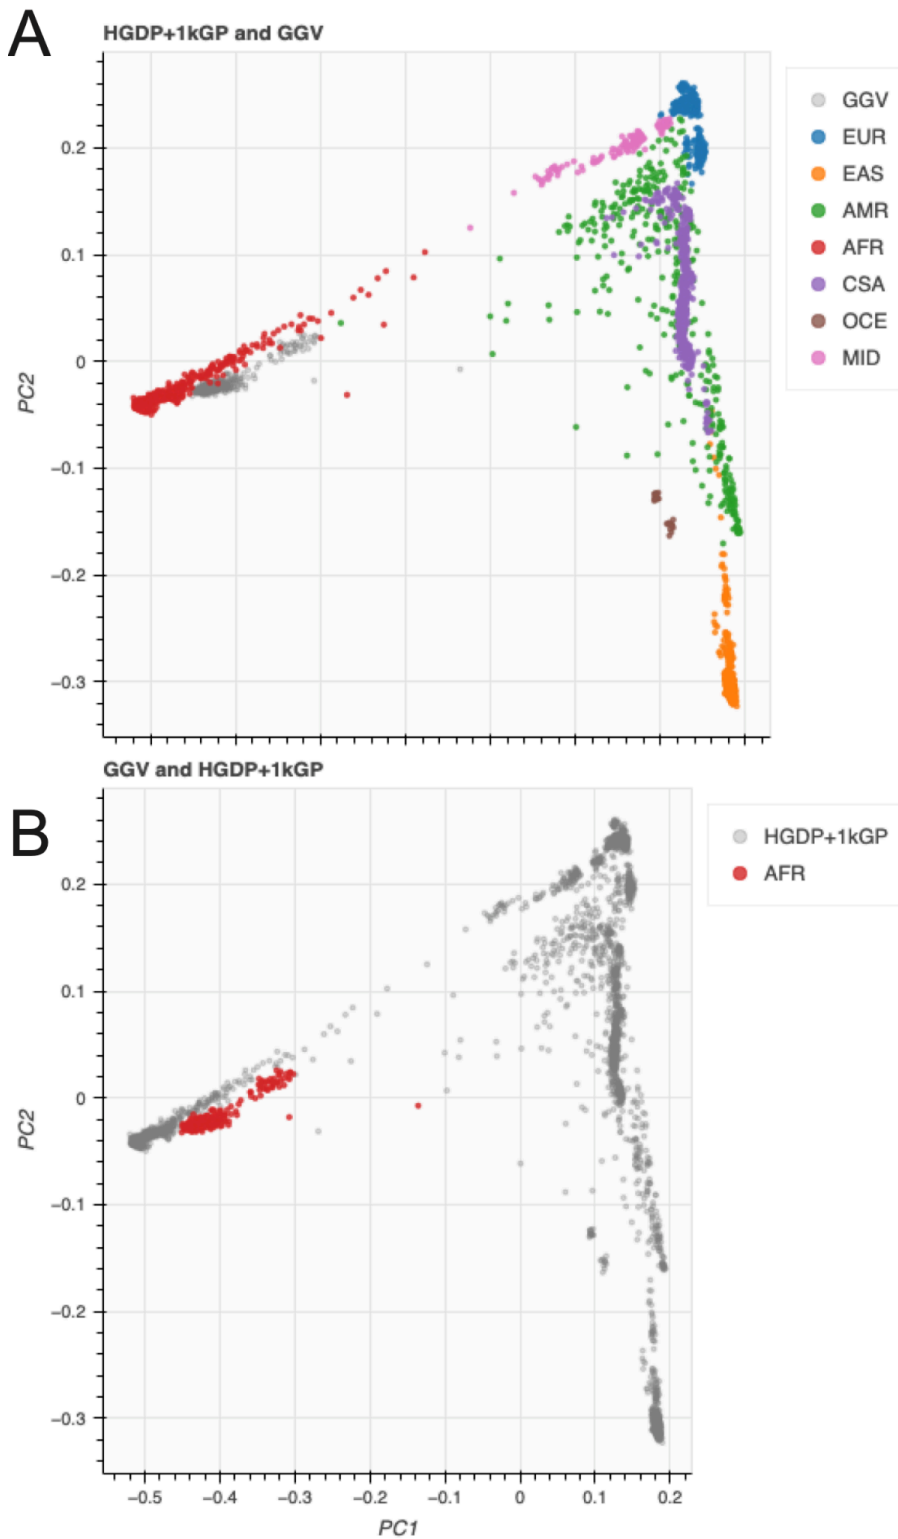 A
HGDP+1kGP and GGV
GGV
EUR
EAS
AMR
AFR
CSA
OCE
MID
0.2
0.1
0
−0.1
−0.2
−0.3
PC2
GGV and HGDP+1kGP
B
HGDP+1kGP
AFR
0.2
0.1
0
−0.1
−0.2
−0.3
PC2
−0.5 −0.4 −0.3 −0.2 −0.1 0 0.1 0.2
PC1